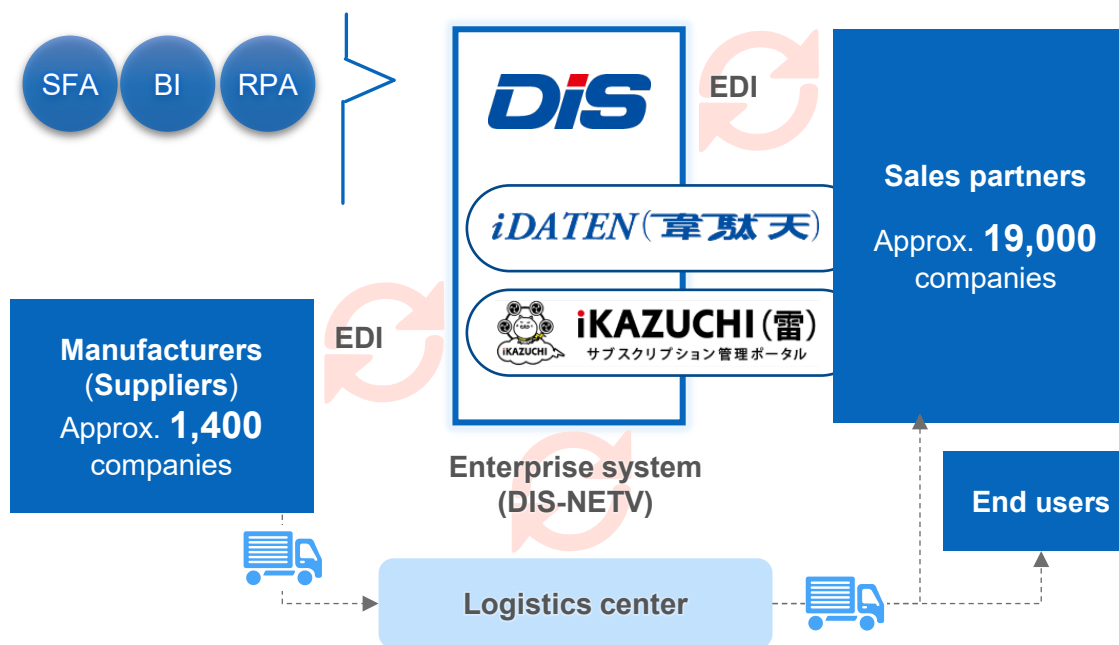 SFA
BI
RPA
DiS
EDI
iDATEN(韋駄天)
iKAZUCHI
iKAZUCHI(雷)
サブスクリプション管理ポータル
Sales partners
Approx. 19,000
companies
Manufacturers
(Suppliers)
Approx. 1,400
companies
EDI
Enterprise system
(DIS-NETV)
End users
Logistics center